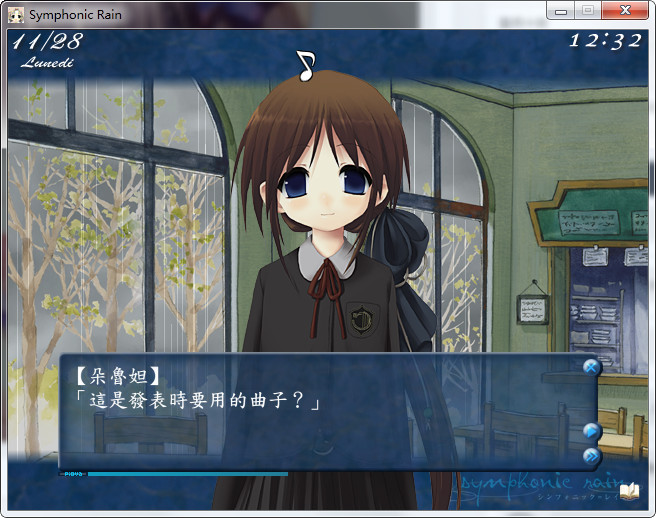 Symphonic Rain
11/28
12:32
Lunedi
【朵魯妲】
「這是發表時要用的曲子？」
piova
symphonic rain
シンフォニック=レイン